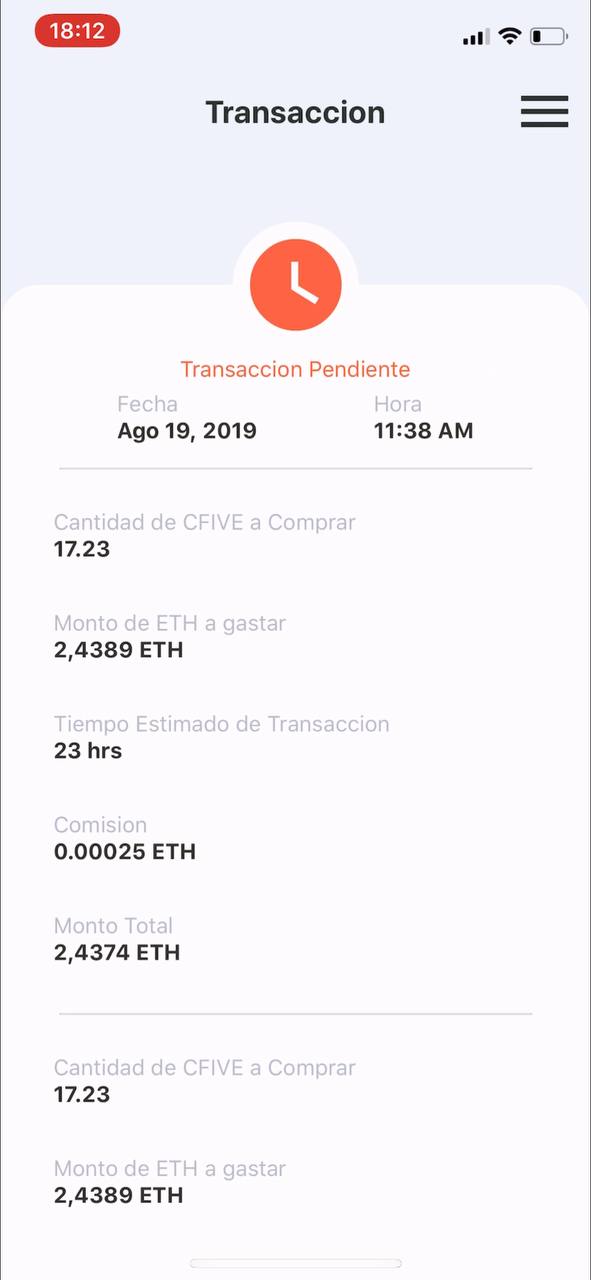 18:12
Transaccion
Transaccion Pendiente
Fecha Hora
Ago 19, 2019 11:38 AM
Cantidad de CFIVE a Comprar
17.23
Monto de ETH a gastar
2,4389 ETH
Tiempo Estimado de Transaccion
23 hrs
Comision
0.00025 ETH
Monto Total
2,4374 ETH
Cantidad de CFIVE a Comprar
17.23
Monto de ETH a gastar
2,4389 ETH